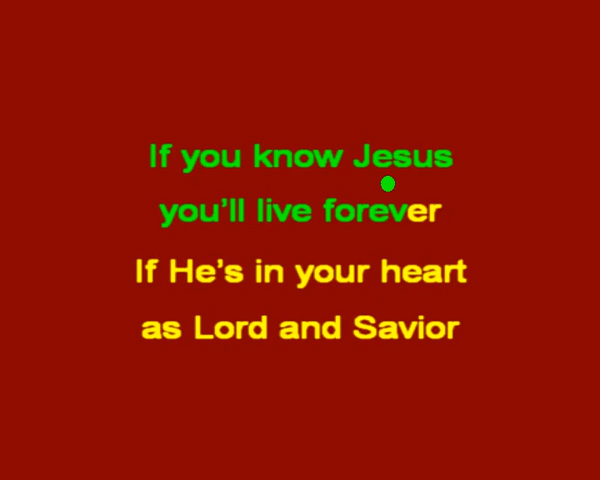 If you know Jesus
you'll live forever
If He's in your heart
as Lord and Savior